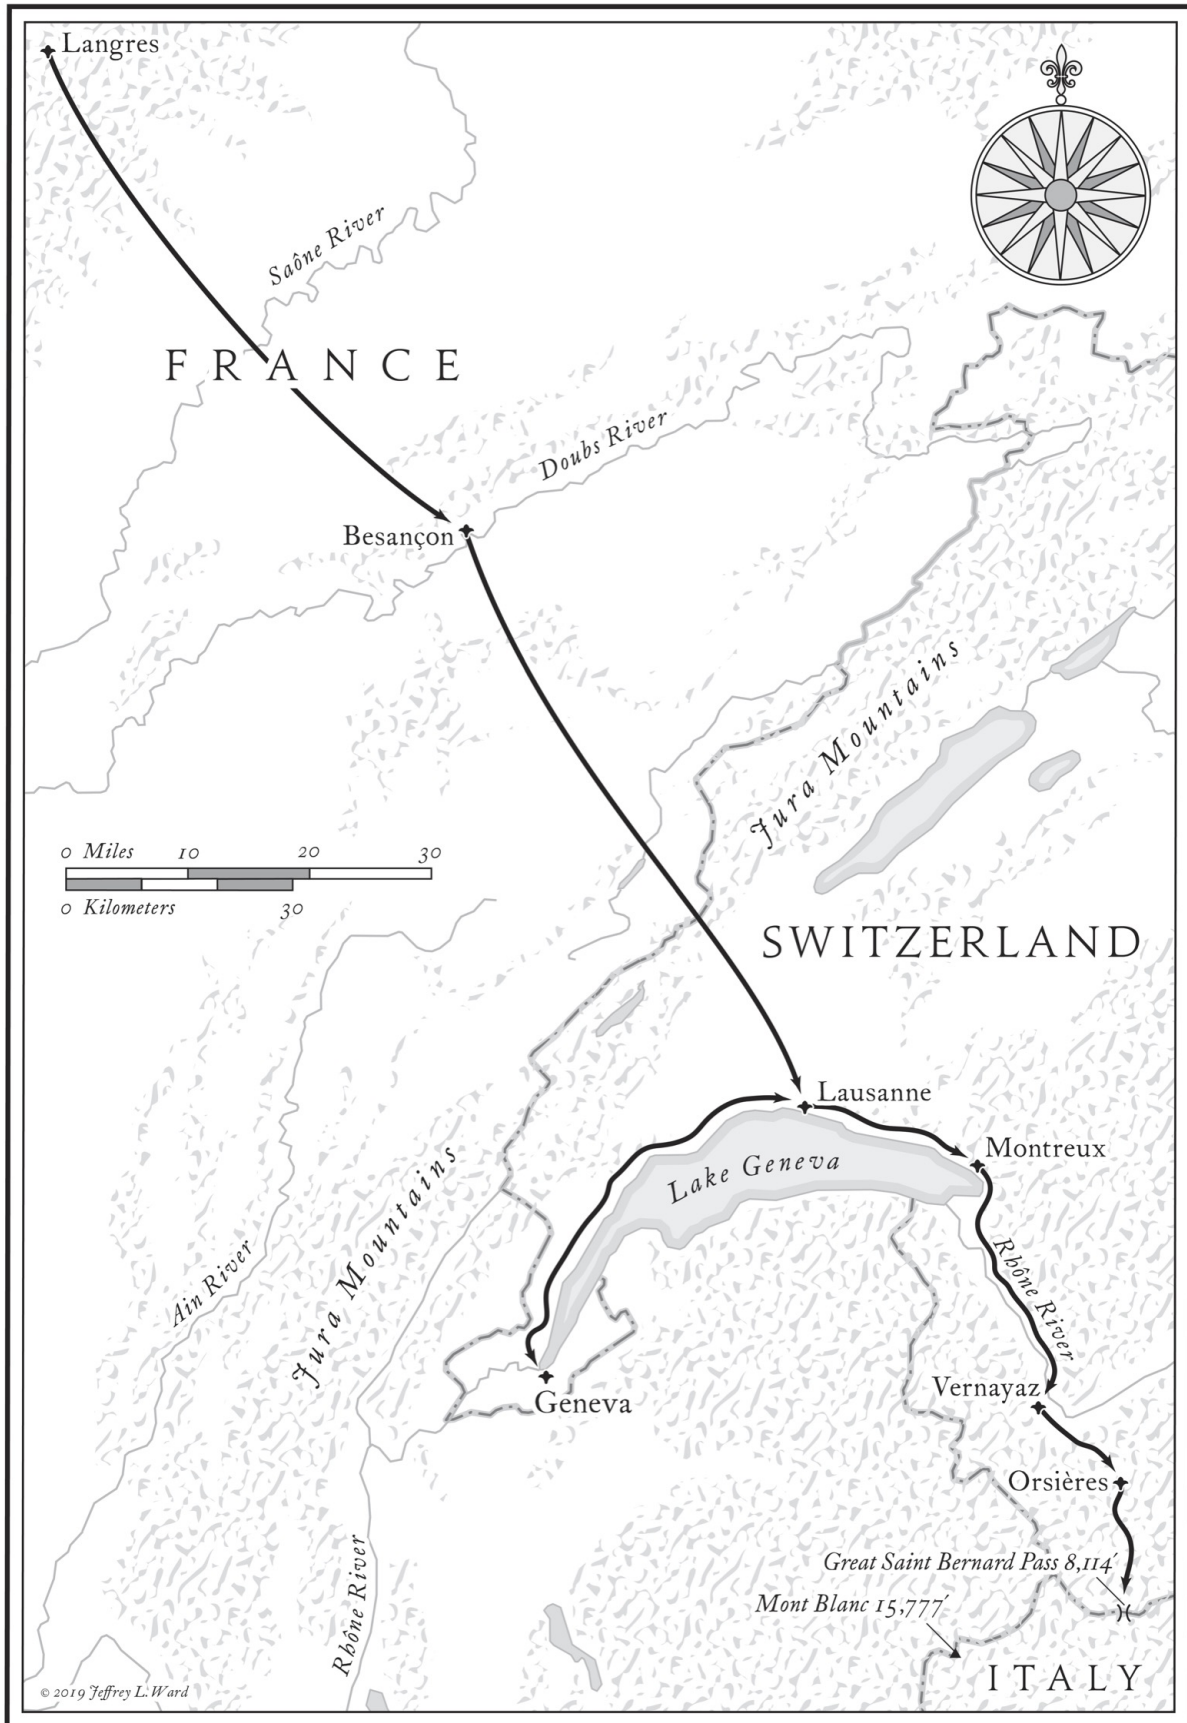 Langres
Saône River
FRANCE
Doubs River
Besançon
Jura Mountains
0 Miles 10 20 30
0 Kilometers 30
SWITZERLAND
Lausanne
Montreux
Lake Geneva
Jura Mountains
Ain River
Rhône River
Vernayaz
Geneva
Orsières
Great Saint Bernard Pass 8,114′
Mont Blanc 15,777′
Rhône River
ITALY
© 2019 Jeffrey L. Ward